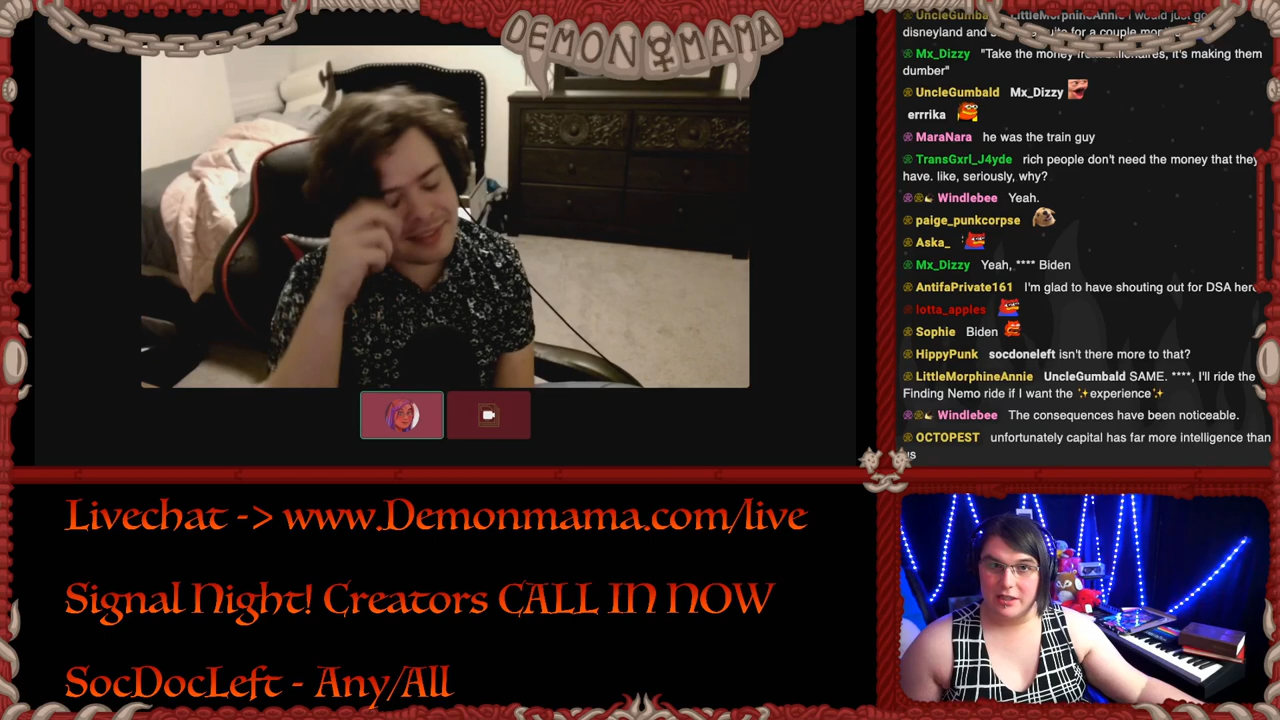 DEMON MAMA
disneyland and
for a couple
Mx_Dizzy "Take the money it's making them
dumber"
UncleGumbald Mx_Dizzy
errrika
MaraNara he was the train guy
TransGxrl_J4yde rich people don't need the money that they
have. like, seriously, why?
Windlebee Yeah.
paige_punkcorpse
Aska_
Mx_Dizzy Yeah, **** Biden
AntifaPrivate161 I'm glad to have shouting out for DSA here
lotta_apples
Sophie Biden
HippyPunk socdoneleft isn't there more to that?
LittleMorphineAnnie UncleGumbald SAME. ****, I'll ride the
Finding Nemo ride if I want the ✨experience✨
Windlebee The consequences have been noticeable.
OCTOPEST unfortunately capital has far more intelligence than
us
Livechat -> www.Demonmama.com/live
Signal Night! Creators CALL IN NOW
SocDocLeft - Any/All